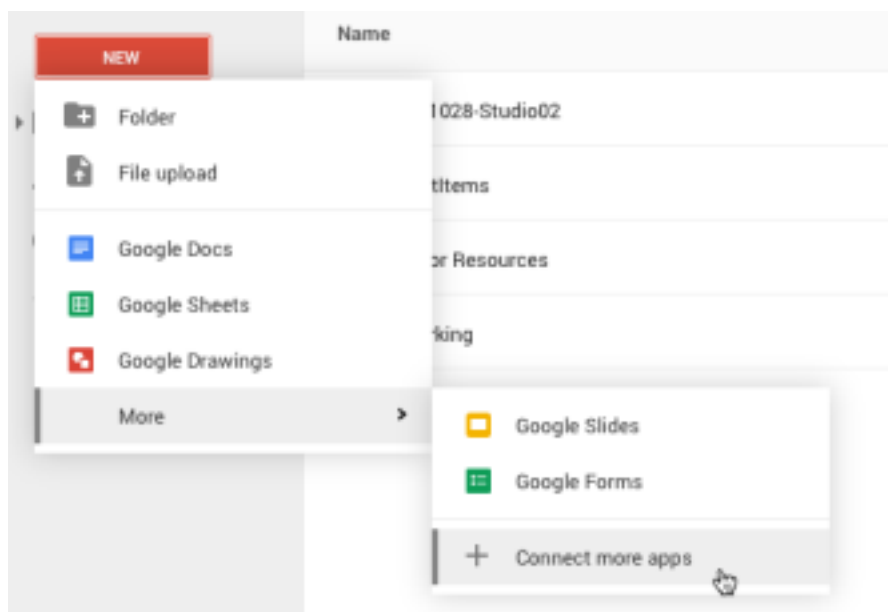 Name
NEW
Folder
1028-Studio02
File upload
tItems
Google Docs
or Resources
Google Sheets
rking
Google Drawings
More
Google Slides
Google Forms
Connect more apps